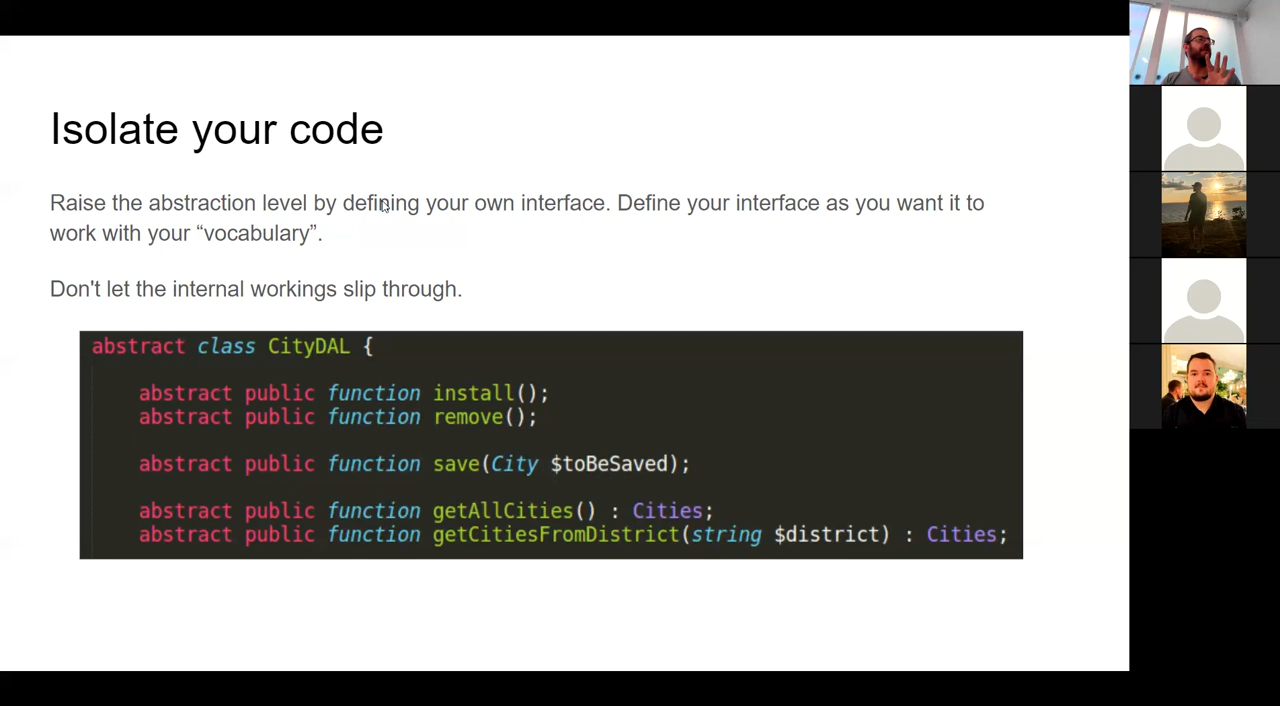 Isolate your code
Raise the abstraction level by defining your own interface. Define your interface as you want it to
work with your “vocabulary”.
Don't let the internal workings slip through.
abstract class CityDAL {
abstract public function install();
abstract public function remove();
abstract public function save(City $toBeSaved);
abstract public function getAllCities() : Cities;
abstract public function getCitiesFromDistrict(string $district) : Cities;